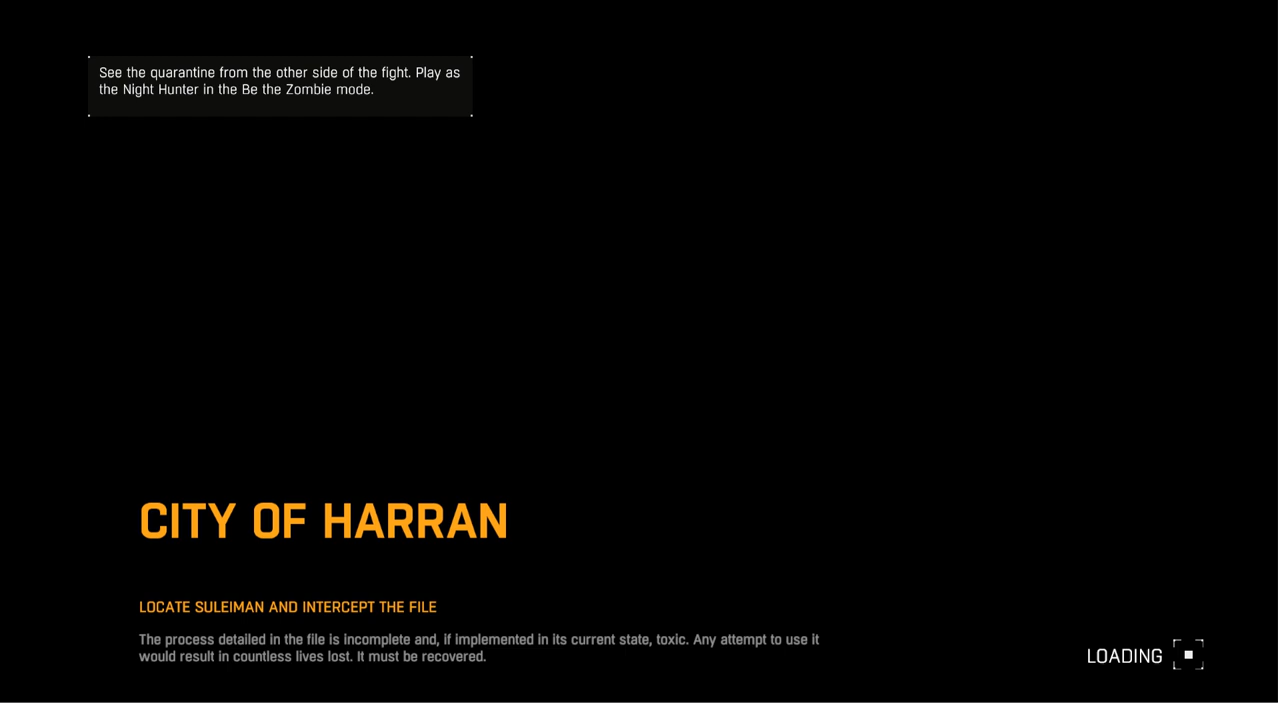 See the quarantine from the other side of the fight. Play as
the Night Hunter in the Be the Zombie mode.
CITY OF HARRAN
LOCATE SULEIMAN AND INTERCEPT THE FILE
The process detailed in the file is incomplete and, if implemented in its current state, toxic. Any attempt to use it
would result in countless lives lost. It must be recovered.
LOADING